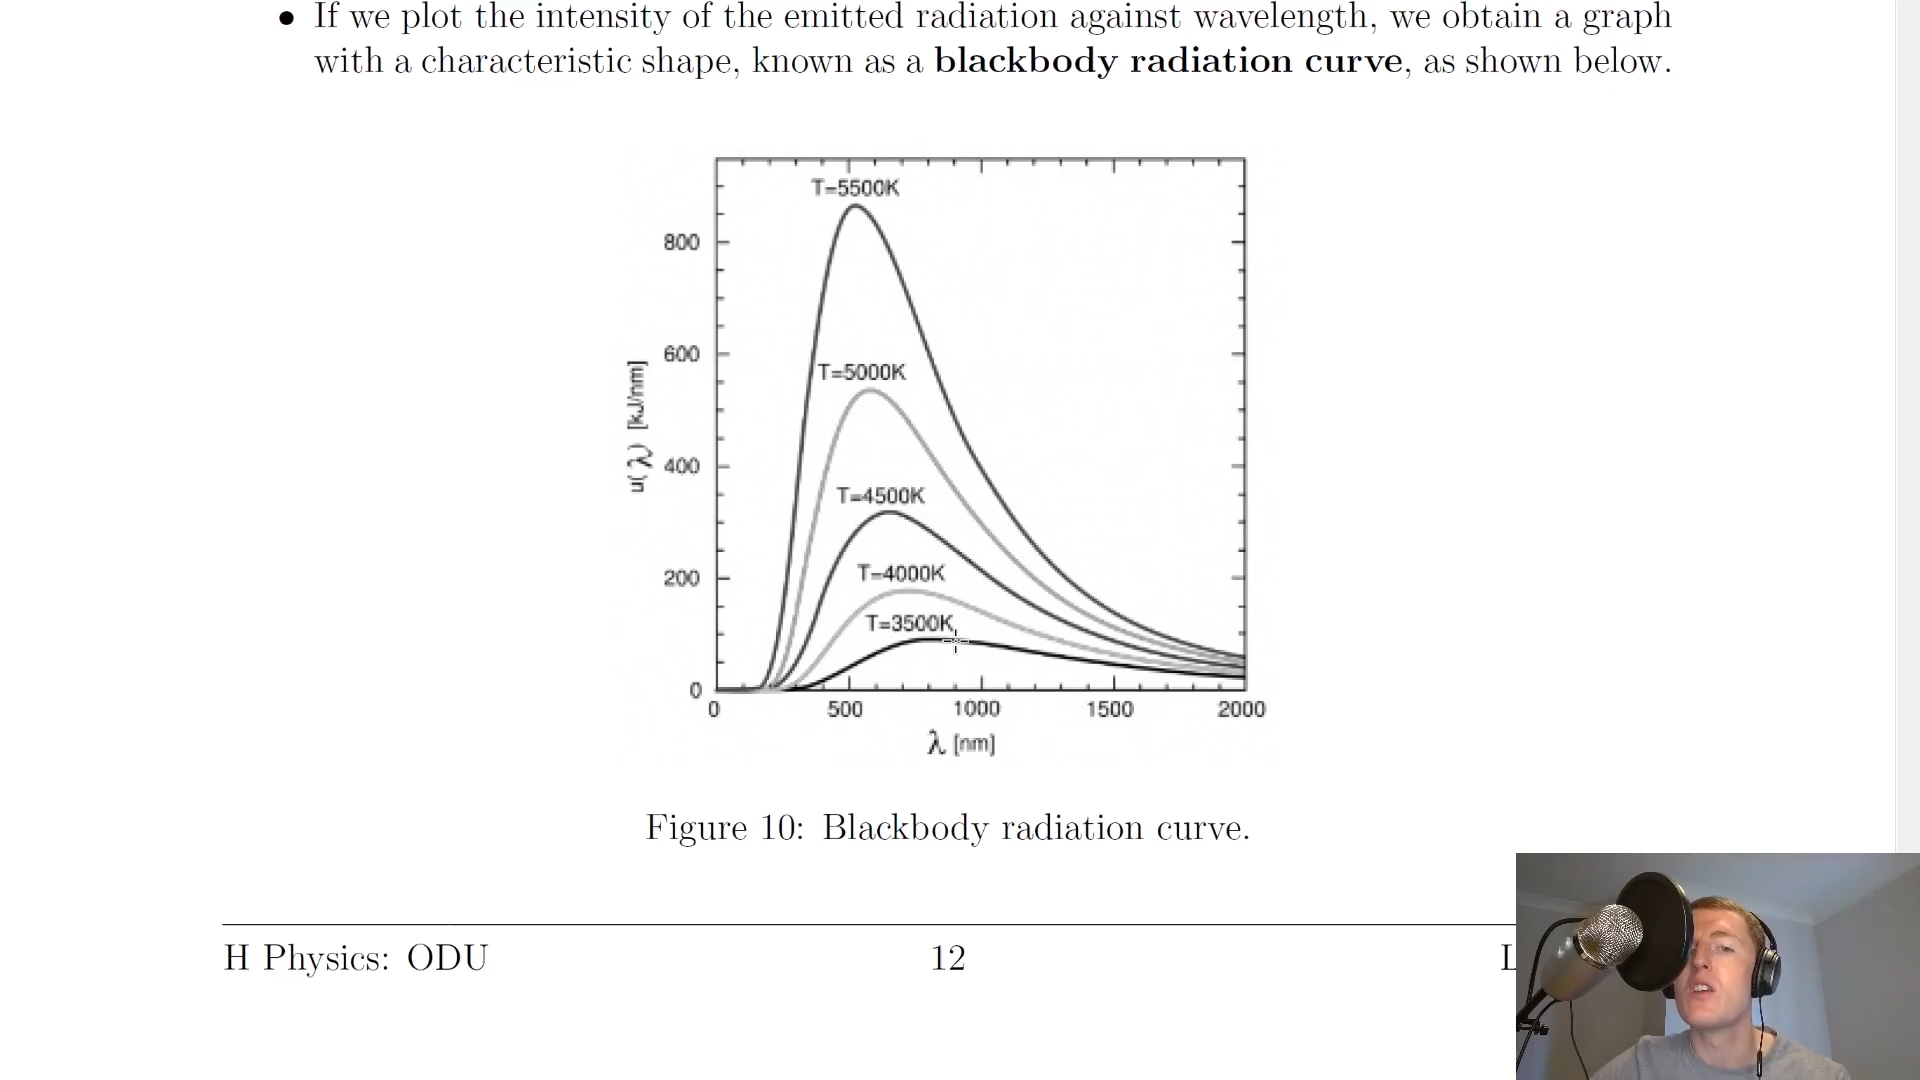 • If we plot the intensity of the emitted radiation against wavelength, we obtain a graph
with a characteristic shape, known as a blackbody radiation curve, as shown below.
T=5500K
800
600
T=5000K
u(λ) [kJ/nm]
400
T=4500K
T=4000K
200
T=3500K
0
0 500 1000 1500 2000
λ [nm]
Figure 10: Blackbody radiation curve.
H Physics: ODU 12 L